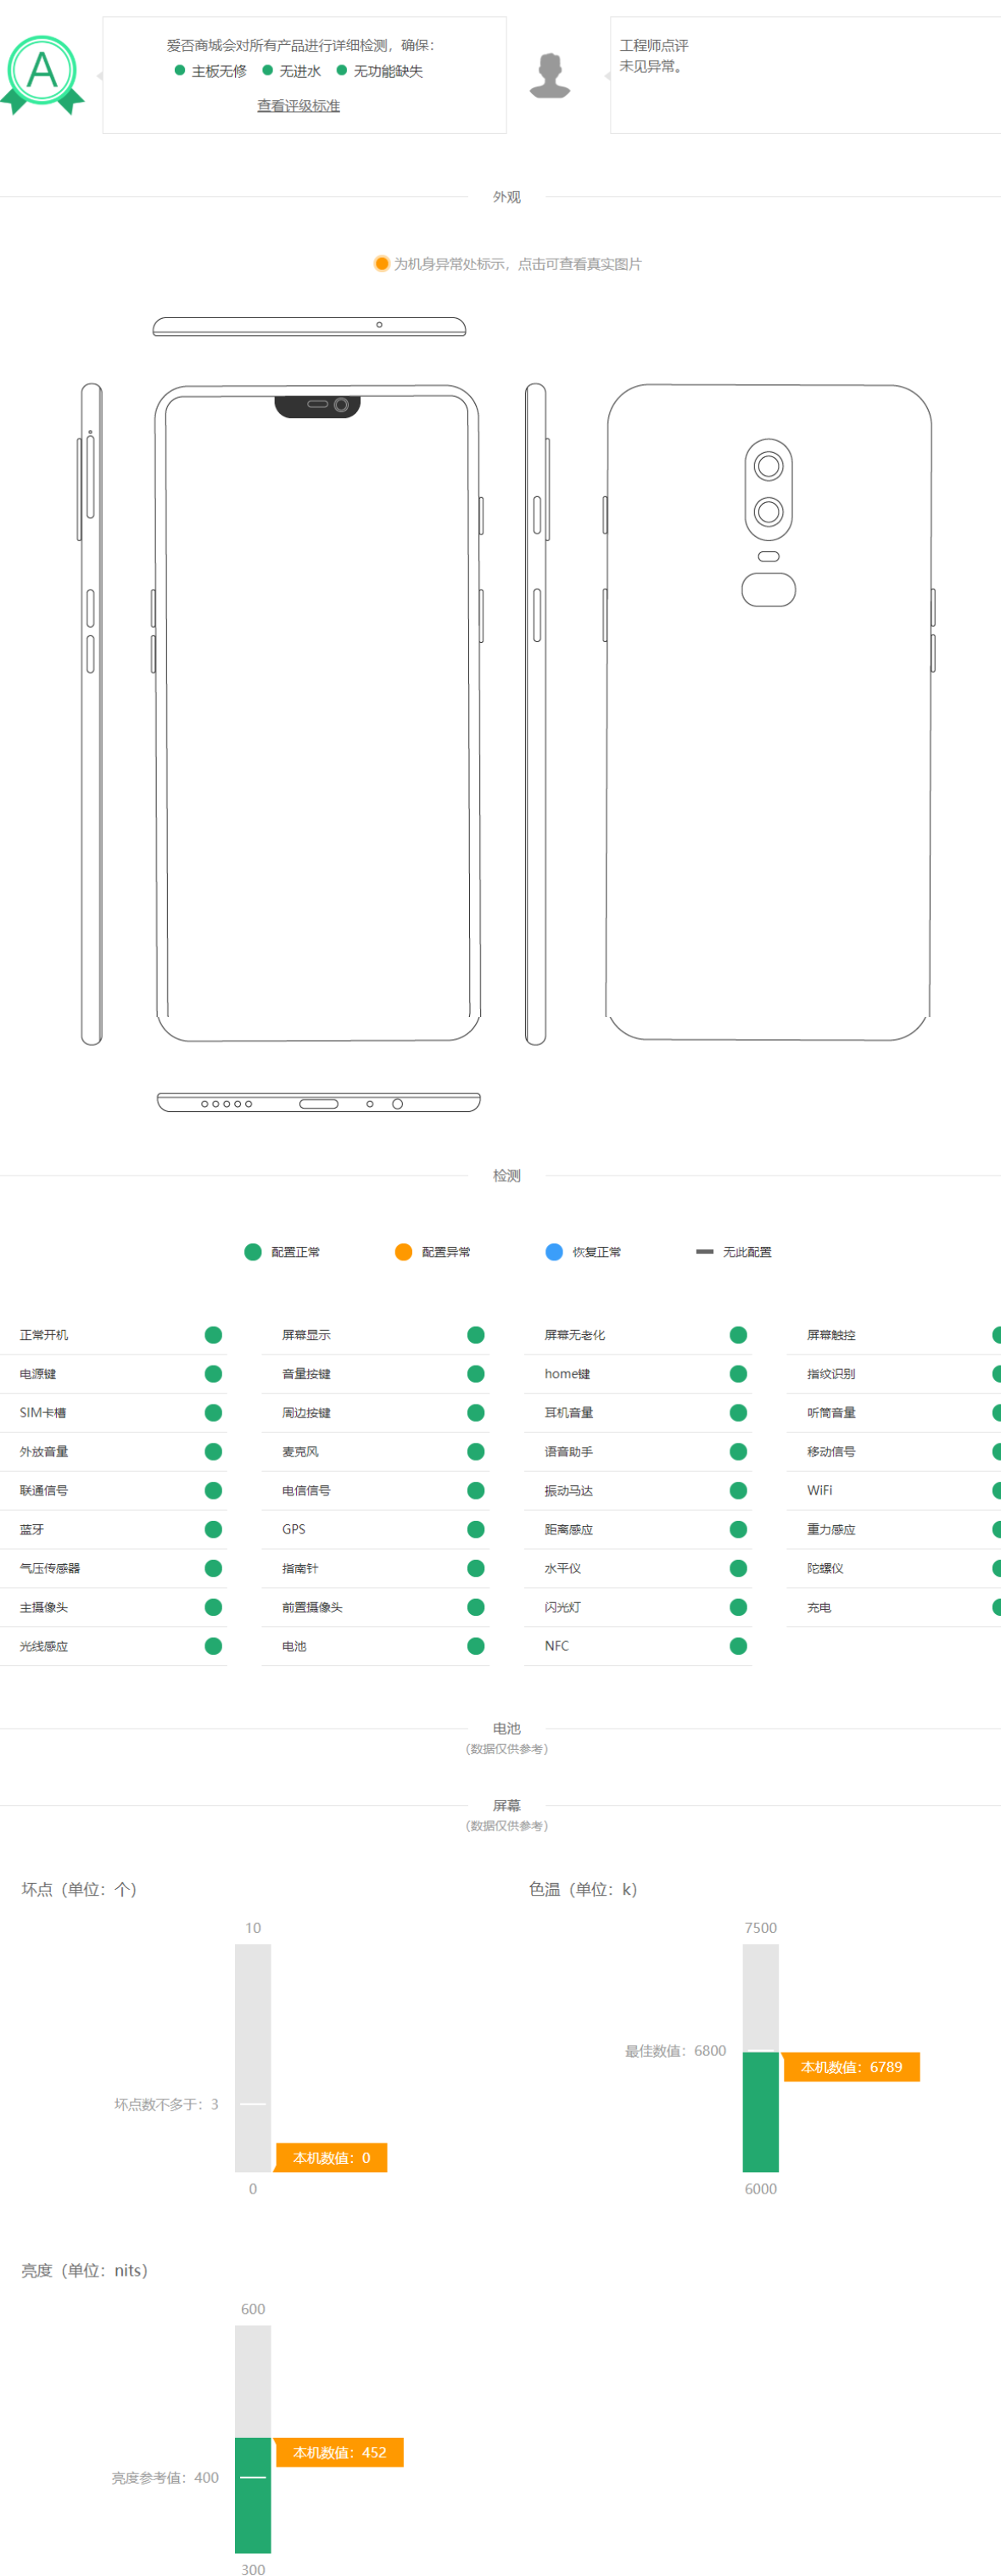 A
爱否商城会对所有产品进行详细检测，确保：
主板无修 无进水 无功能缺失
查看评级标准
工程师点评
未见异常。
外观
为机身异常处标示，点击可查看真实图片
检测
配置正常 配置异常 恢复正常 无此配置
正常开机 屏幕显示 屏幕无老化 屏幕触控
电源键 音量按键 home键 指纹识别
SIM卡槽 周边按键 耳机音量 听筒音量
外放音量 麦克风 语音助手 移动信号
联通信号 电信信号 振动马达 WiFi
蓝牙 GPS 距离感应 重力感应
气压传感器 指南针 水平仪 陀螺仪
主摄像头 前置摄像头 闪光灯 充电
光线感应 电池 NFC
电池
（数据仅供参考）
屏幕
（数据仅供参考）
坏点（单位：个）
10
坏点数不多于：3
本机数值：0
0
色温（单位：k）
7500
最佳数值：6800
本机数值：6789
6000
亮度（单位：nits）
600
本机数值：452
亮度参考值：400
300